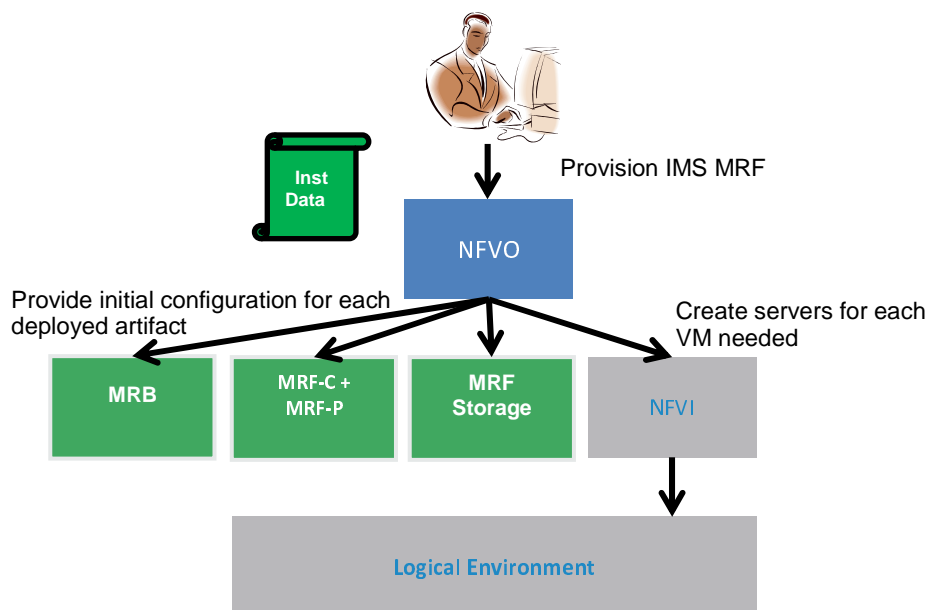 Provision IMS MRF
Inst
Data
NFVO
Provide initial configuration for each
deployed artifact
Create servers for each
VM needed
MRB
MRF-C +
MRF-P
MRF
Storage
NFVI
Logical Environment